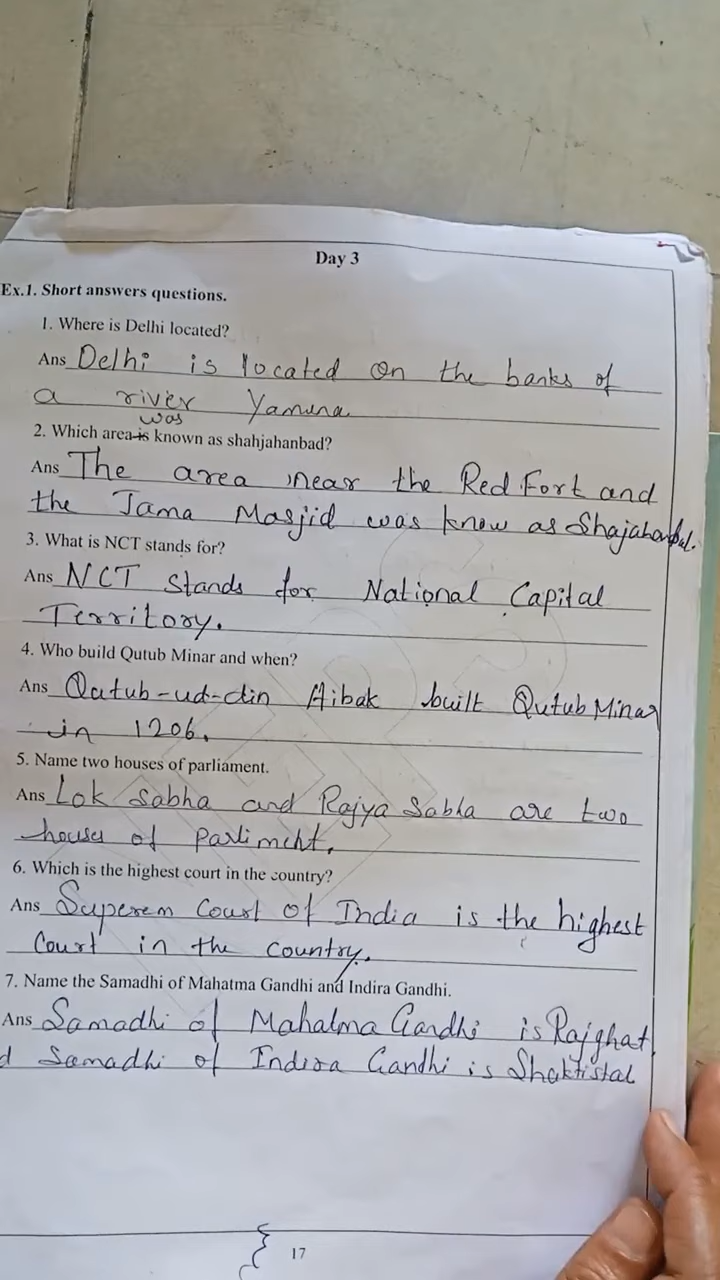 Day 3
Ex.1. Short answers questions.
1. Where is Delhi located?
Ans Delhi is located on the banks of
a river Yamuna
was
2. Which area is known as shahjahanbad?
Ans The area near the Red Fort and
the Jama Masjid was know as
3. What is NCT stands for?
Ans NCT stands for National Capital
Territory.
4. Who build Qutub Minar and when?
Ans Qutub-ud-din Aibak built Qutub Minar
in 1206.
5. Name two houses of parliament.
Ans Lok Sabha and Rajya Sabha are two
houses of Parliment.
6. Which is the highest court in the country?
Ans Superem Court of India is the highest
Court in the country.
7. Name the Samadhi of Mahatma Gandhi and Indira Gandhi.
Ans Samadhi of Mahatma Gandhi is Rajghat
d Samadhi of Indira Gandhi is Shaktistal
17